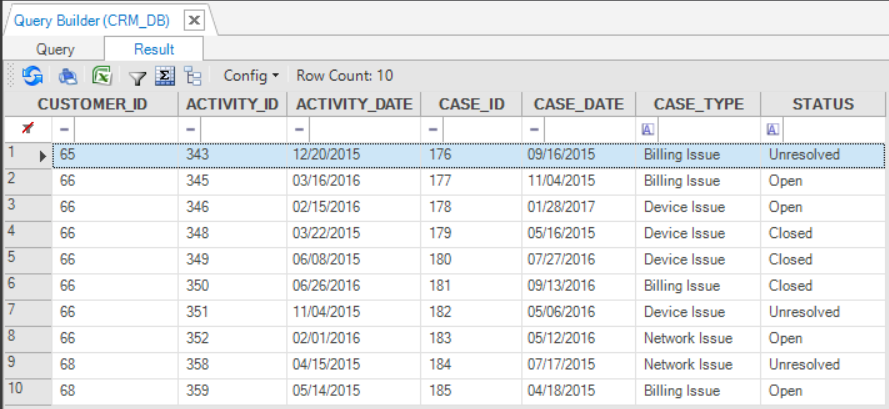 Query Builder (CRM_DB)
Query Result
Config Row Count: 10
CUSTOMER_ID ACTIVITY_ID ACTIVITY_DATE CASE_ID CASE_DATE CASE_TYPE STATUS
1 65 343 12/20/2015 176 09/16/2015 Billing Issue Unresolved
2 66 345 03/16/2016 177 11/04/2015 Billing Issue Open
3 66 346 02/15/2016 178 01/28/2017 Device Issue Open
4 66 348 03/22/2015 179 05/16/2015 Device Issue Closed
5 66 349 06/08/2015 180 07/27/2016 Device Issue Closed
6 66 350 06/26/2016 181 09/13/2016 Billing Issue Closed
7 66 351 11/04/2015 182 05/06/2016 Device Issue Unresolved
8 66 352 02/01/2016 183 05/12/2016 Network Issue Open
9 68 358 04/15/2015 184 07/17/2015 Network Issue Unresolved
10 68 359 05/14/2015 185 04/18/2015 Billing Issue Open